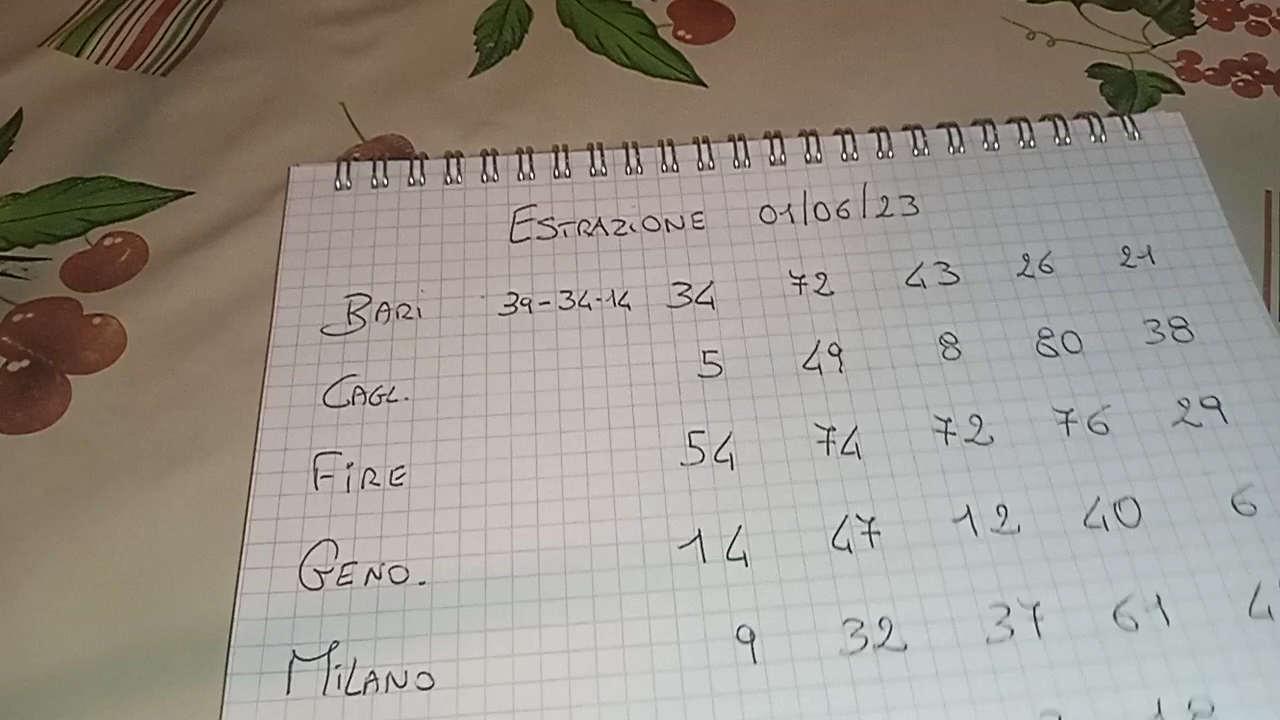 ESTRAZIONE 01/06/23
BARI 39-34-14 34 72 43 26 21
CAGL. 5 49 8 80 38
FIRE 54 74 72 76 29
GENO. 14 47 12 40 6
MILANO 9 32 37 61